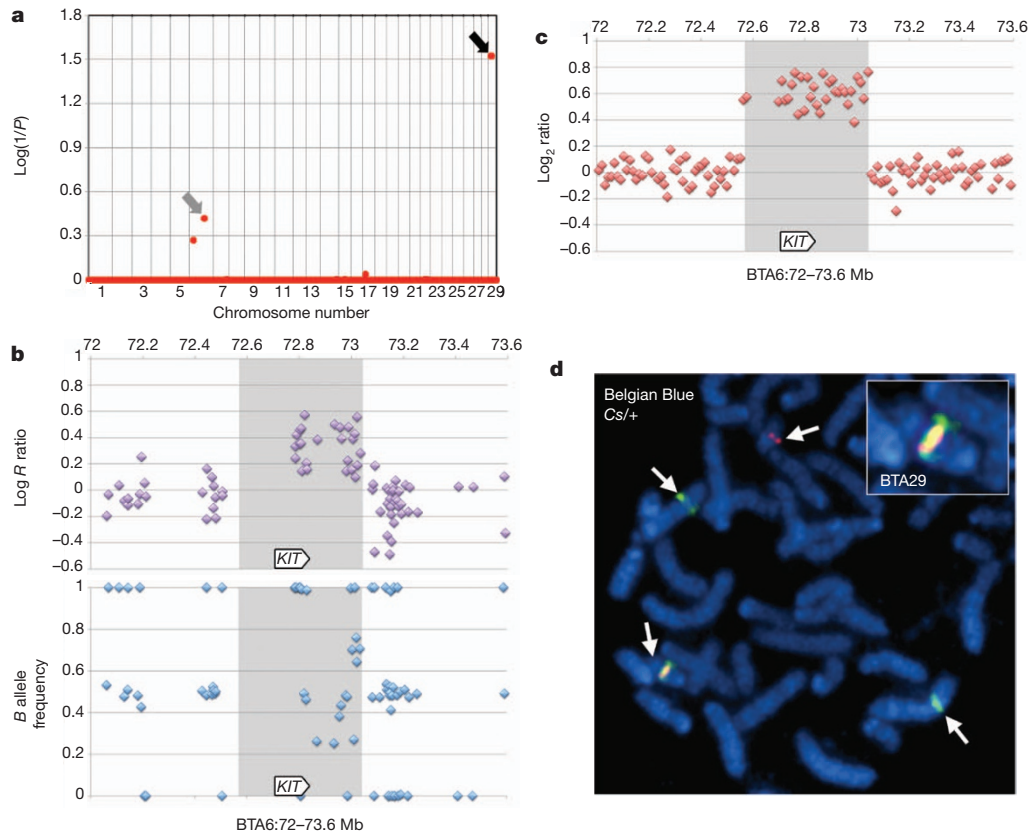 a
1.8
1.5
1.2
0.9
0.6
0.3
0
Log(1/P)
1 3 5 7 9 11 13 15 17 19 21 23 25 27 29
Chromosome number
b
72 72.2 72.4 72.6 72.8 73 73.2 73.4 73.6
1
0.8
0.6
0.4
0.2
0
−0.2
−0.4
−0.6
Log R ratio
KIT
1
0.8
0.6
0.4
0.2
0
B allele
frequency
KIT
BTA6:72–73.6 Mb
c
72 72.2 72.4 72.6 72.8 73 73.2 73.4 73.6
1
0.8
0.6
0.4
0.2
0
−0.2
−0.4
−0.6
Log2 ratio
KIT
BTA6:72–73.6 Mb
d
Belgian Blue
Cs/+
BTA29